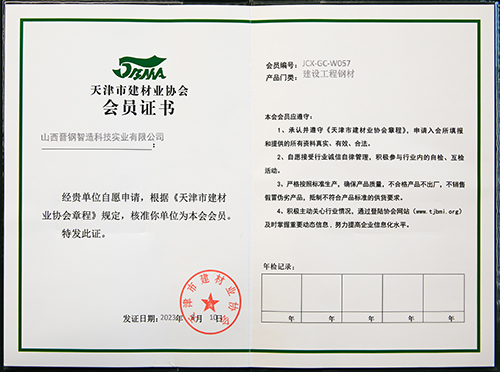 天津市建材业协会
会员证书
山西晋钢智造科技实业有限公司
:
经贵单位自愿申请,根据《天津市建材
业协会章程》规定,核准你单位为本会会员。
特发此证。
天津市建材业协会
发证日期:2023年 月10日
会员编号: JCX-GC-W057
产品门类: 建设工程钢材
本会会员应遵守:
1、承认并遵守《天津市建材业协会章程》,申请入会所填报
和提供的所有资料真实、有效、合法。
2、自愿接受行业诚信自律管理,积极参与行业内的自检、互检
活动。
3、严格按照标准生产,确保产品质量,不合格产品不出厂,不销售
假冒伪劣产品,抵制不符合产品标准的供货要求。
4、积极主动关心行业情况,通过登陆协会网站(www.tjbmi.org)
及时掌握重要动态信息,努力提高企业信息化水平。
年检记录:
年 年 年 年 年